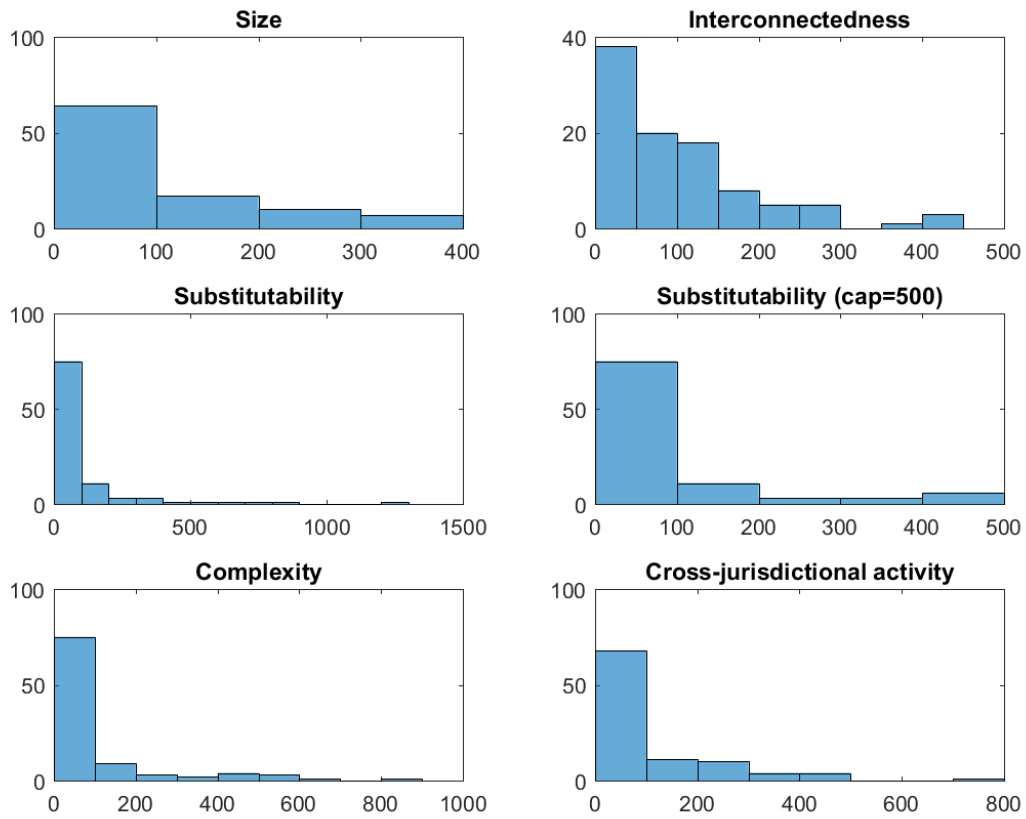 Size
100
50
0
0 100 200 300 400
Interconnectedness
40
20
0
0 100 200 300 400 500
Substitutability
100
50
0
0 500 1000 1500
Substitutability (cap=500)
100
50
0
0 100 200 300 400 500
Complexity
100
50
0
0 200 400 600 800 1000
Cross-jurisdictional activity
100
50
0
0 200 400 600 800